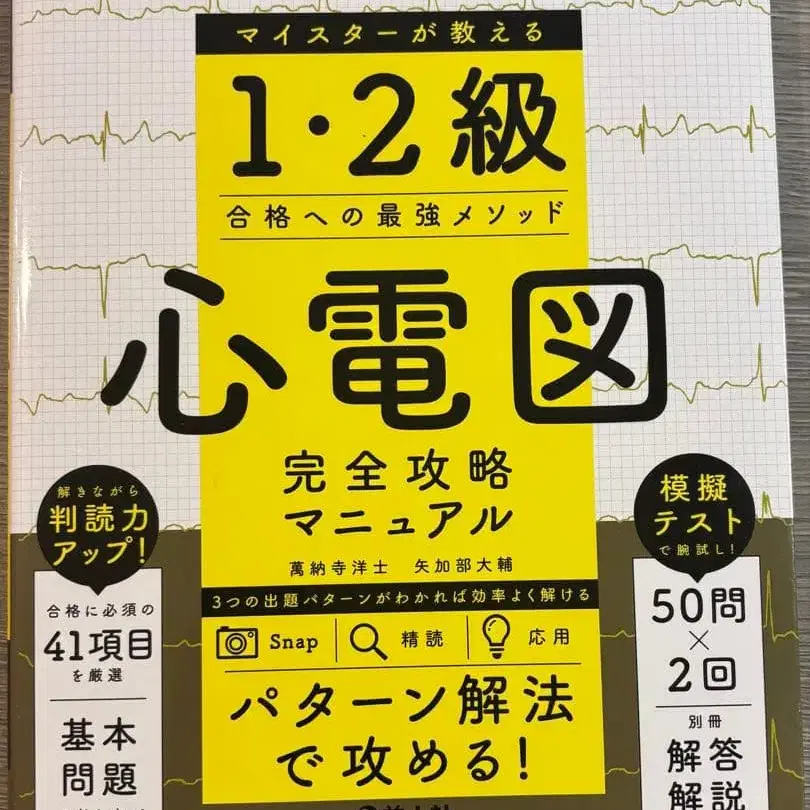 マイスターが教える
1・2級
合格への最強メソッド
心電図
完全攻略
マニュアル
萬納寺洋士 矢加部大輔
3つの出題パターンがわかれば効率よく解ける
Snap 精読 応用
パターン解法
で攻める!
解きながら
判読力
アップ!
合格に必須の
41項目
を厳選
基本
問題
模擬
テスト
で腕試し!
50問
×
2回
別冊
解答
解説